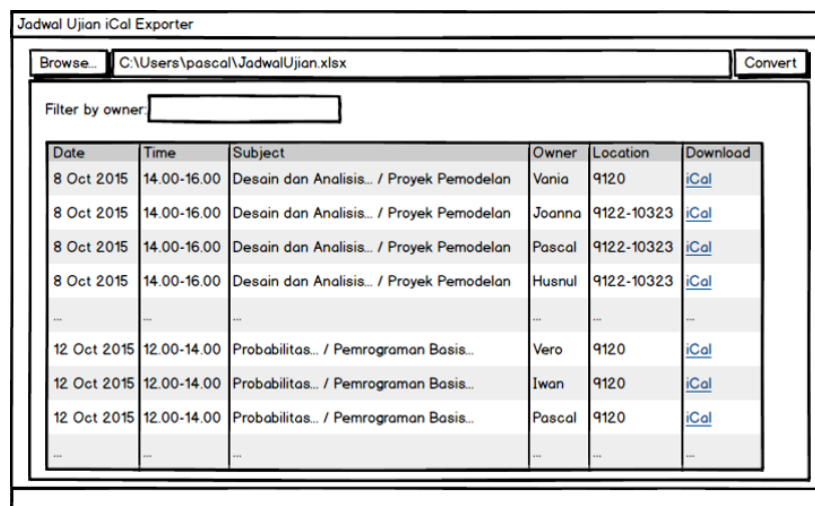 Jadwal Ujian iCal Exporter
Browse... C:\Users\pascal\JadwalUjian.xlsx Convert
Filter by owner:
Date Time Subject Owner Location Download
8 Oct 2015 14.00-16.00 Desain dan Analisis... / Proyek Pemodelan Vania 9120 iCal
8 Oct 2015 14.00-16.00 Desain dan Analisis... / Proyek Pemodelan Joanna 9122-10323 iCal
8 Oct 2015 14.00-16.00 Desain dan Analisis... / Proyek Pemodelan Pascal 9122-10323 iCal
8 Oct 2015 14.00-16.00 Desain dan Analisis... / Proyek Pemodelan Husnul 9122-10323 iCal
... ... ... ... ... ...
12 Oct 2015 12.00-14.00 Probabilitas... / Pemrograman Basis... Vero 9120 iCal
12 Oct 2015 12.00-14.00 Probabilitas... / Pemrograman Basis... Iwan 9120 iCal
12 Oct 2015 12.00-14.00 Probabilitas... / Pemrograman Basis... Pascal 9120 iCal
... ... ... ... ... ...